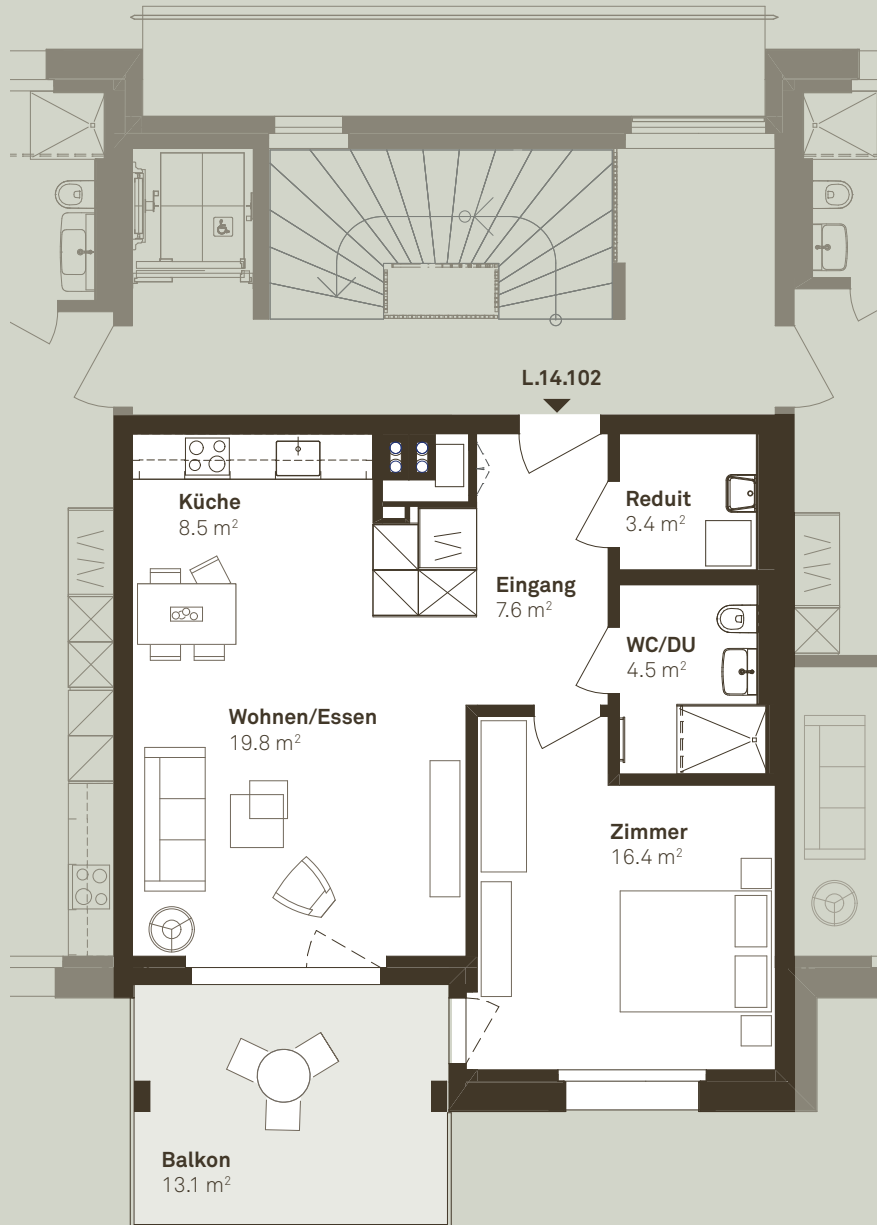 L.14.102
Küche
8.5 m²
Reduit
3.4 m²
Eingang
7.6 m²
WC/DU
4.5 m²
Wohnen/Essen
19.8 m²
Zimmer
16.4 m²
Balkon
13.1 m²